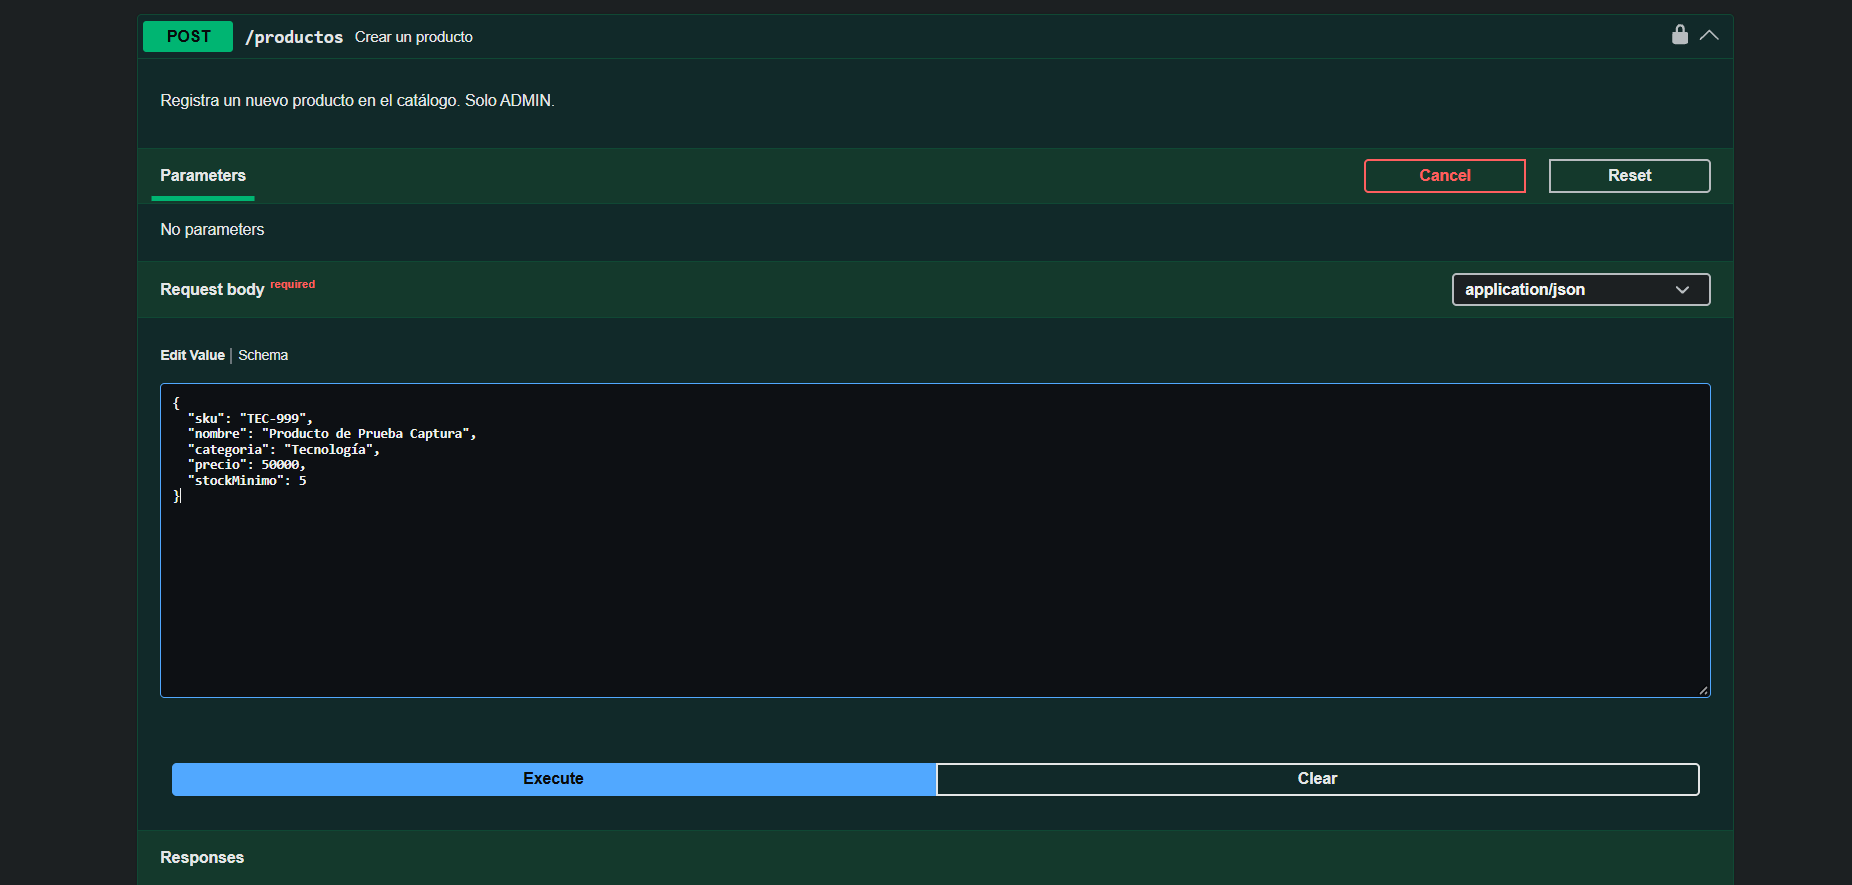 POST /productos Crear un producto
Registra un nuevo producto en el catálogo. Solo ADMIN.
Parameters
Cancel
Reset
No parameters
Request body required
application/json
Edit Value | Schema
{
  "sku": "TEC-999",
  "nombre": "Producto de Prueba Captura",
  "categoria": "Tecnología",
  "precio": 50000,
  "stockMinimo": 5
}
Execute
Clear
Responses